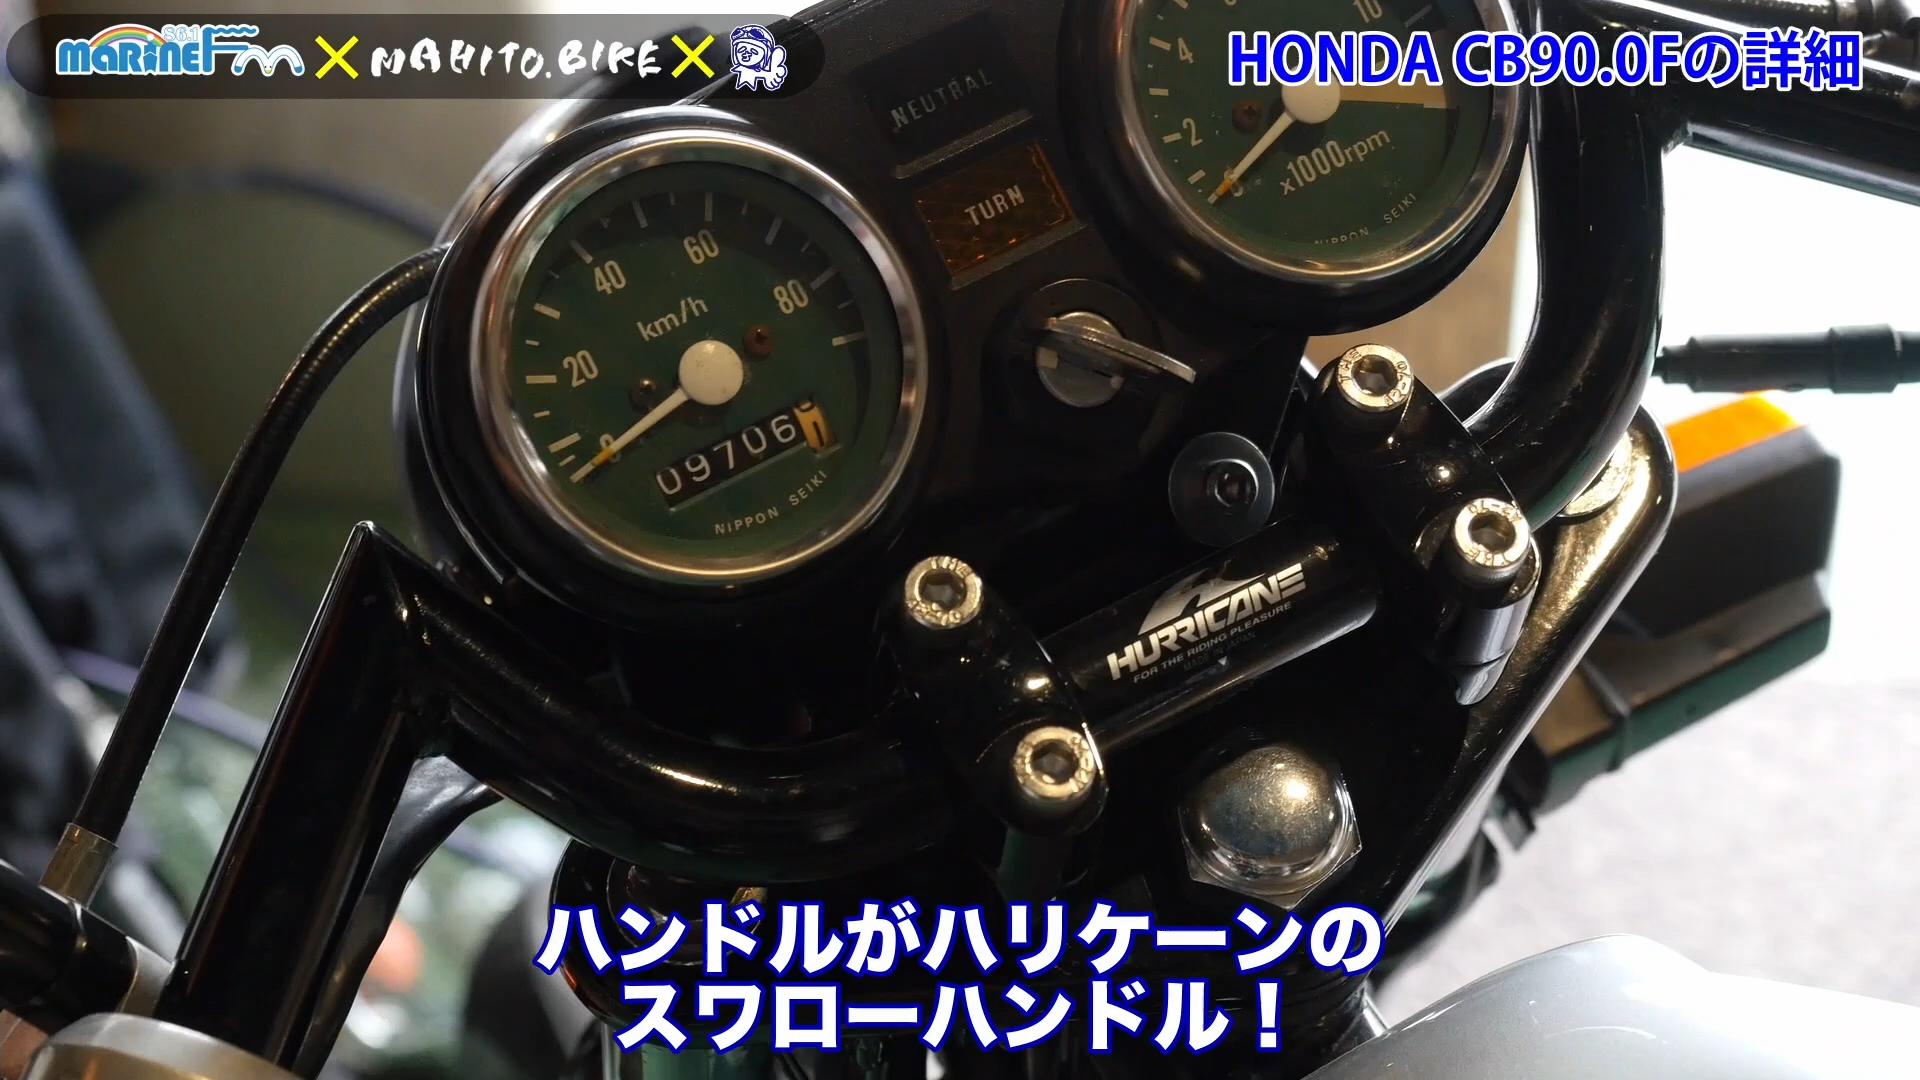 86.1
MARINE FM × MAHITO.BIKE ×
HONDA CB90.0Fの詳細
NEUTRAL
TURN
4
2
0
10
x1000rpm
NIPPON SEIKI
0
20
40
60
80
km/h
09706
NIPPON SEIKI
HURRICANE
FOR THE RIDING PLEASURE
MADE IN JAPAN
ハンドルがハリケーンの
スワローハンドル！